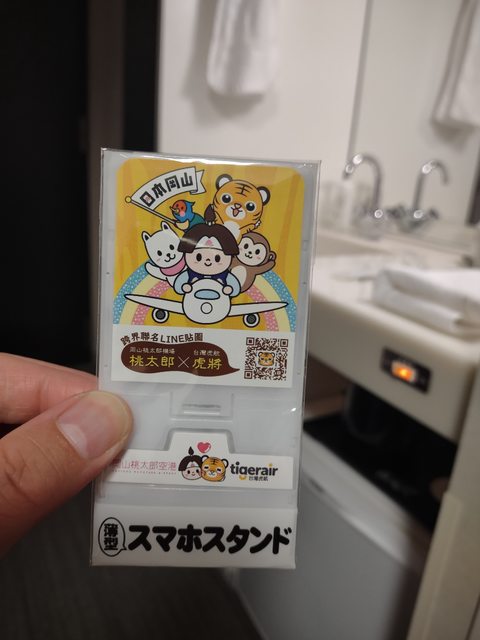 日本岡山
跨界聯名LINE貼圖
岡山桃太郎機場 台灣虎航
桃太郎×虎將
岡山桃太郎空港 tigerair
台灣虎航
薄型 スマホスタンド